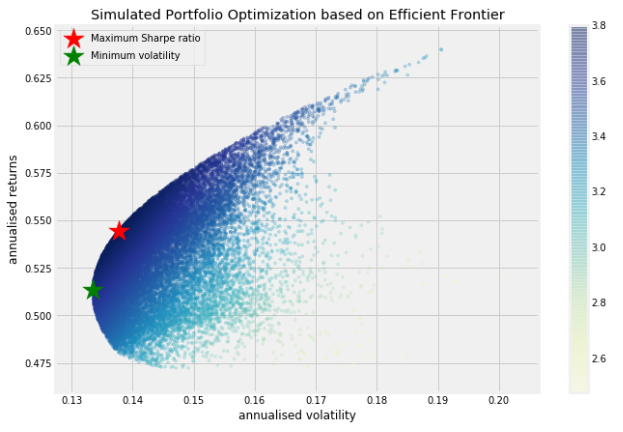 Simulated Portfolio Optimization based on Efficient Frontier
Maximum Sharpe ratio
Minimum volatility
annualised returns
0.650
0.625
0.600
0.575
0.550
0.525
0.500
0.475
0.13 0.14 0.15 0.16 0.17 0.18 0.19 0.20
annualised volatility
3.8
3.6
3.4
3.2
3.0
2.8
2.6